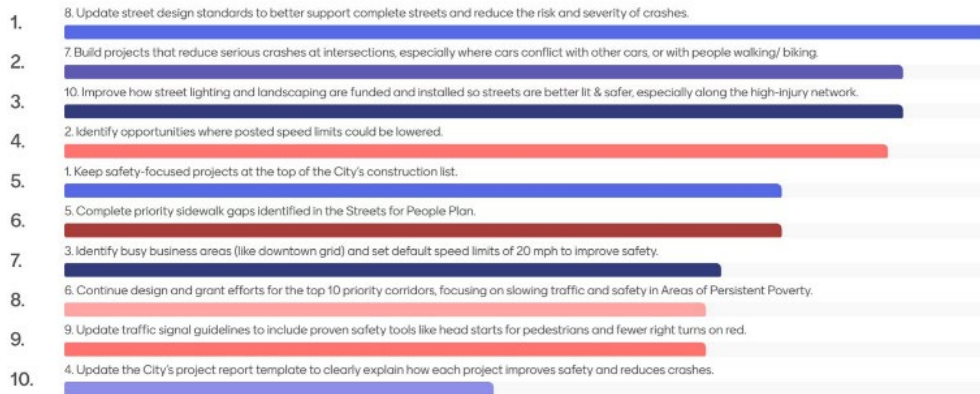 1.
8. Update street design standards to better support complete streets and reduce the risk and severity of crashes.
2.
7. Build projects that reduce serious crashes at intersections, especially where cars conflict with other cars, or with people walking/ biking.
3.
10. Improve how street lighting and landscaping are funded and installed so streets are better lit & safer, especially along the high-injury network.
4.
2. Identify opportunities where posted speed limits could be lowered.
5.
1. Keep safety-focused projects at the top of the City's construction list.
6.
5. Complete priority sidewalk gaps identified in the Streets for People Plan.
7.
3. Identify busy business areas (like downtown grid) and set default speed limits of 20 mph to improve safety.
8.
6. Continue design and grant efforts for the top 10 priority corridors, focusing on slowing traffic and safety in Areas of Persistent Poverty.
9.
9. Update traffic signal guidelines to include proven safety tools like head starts for pedestrians and fewer right turns on red.
10.
4. Update the City's project report template to clearly explain how each project improves safety and reduces crashes.